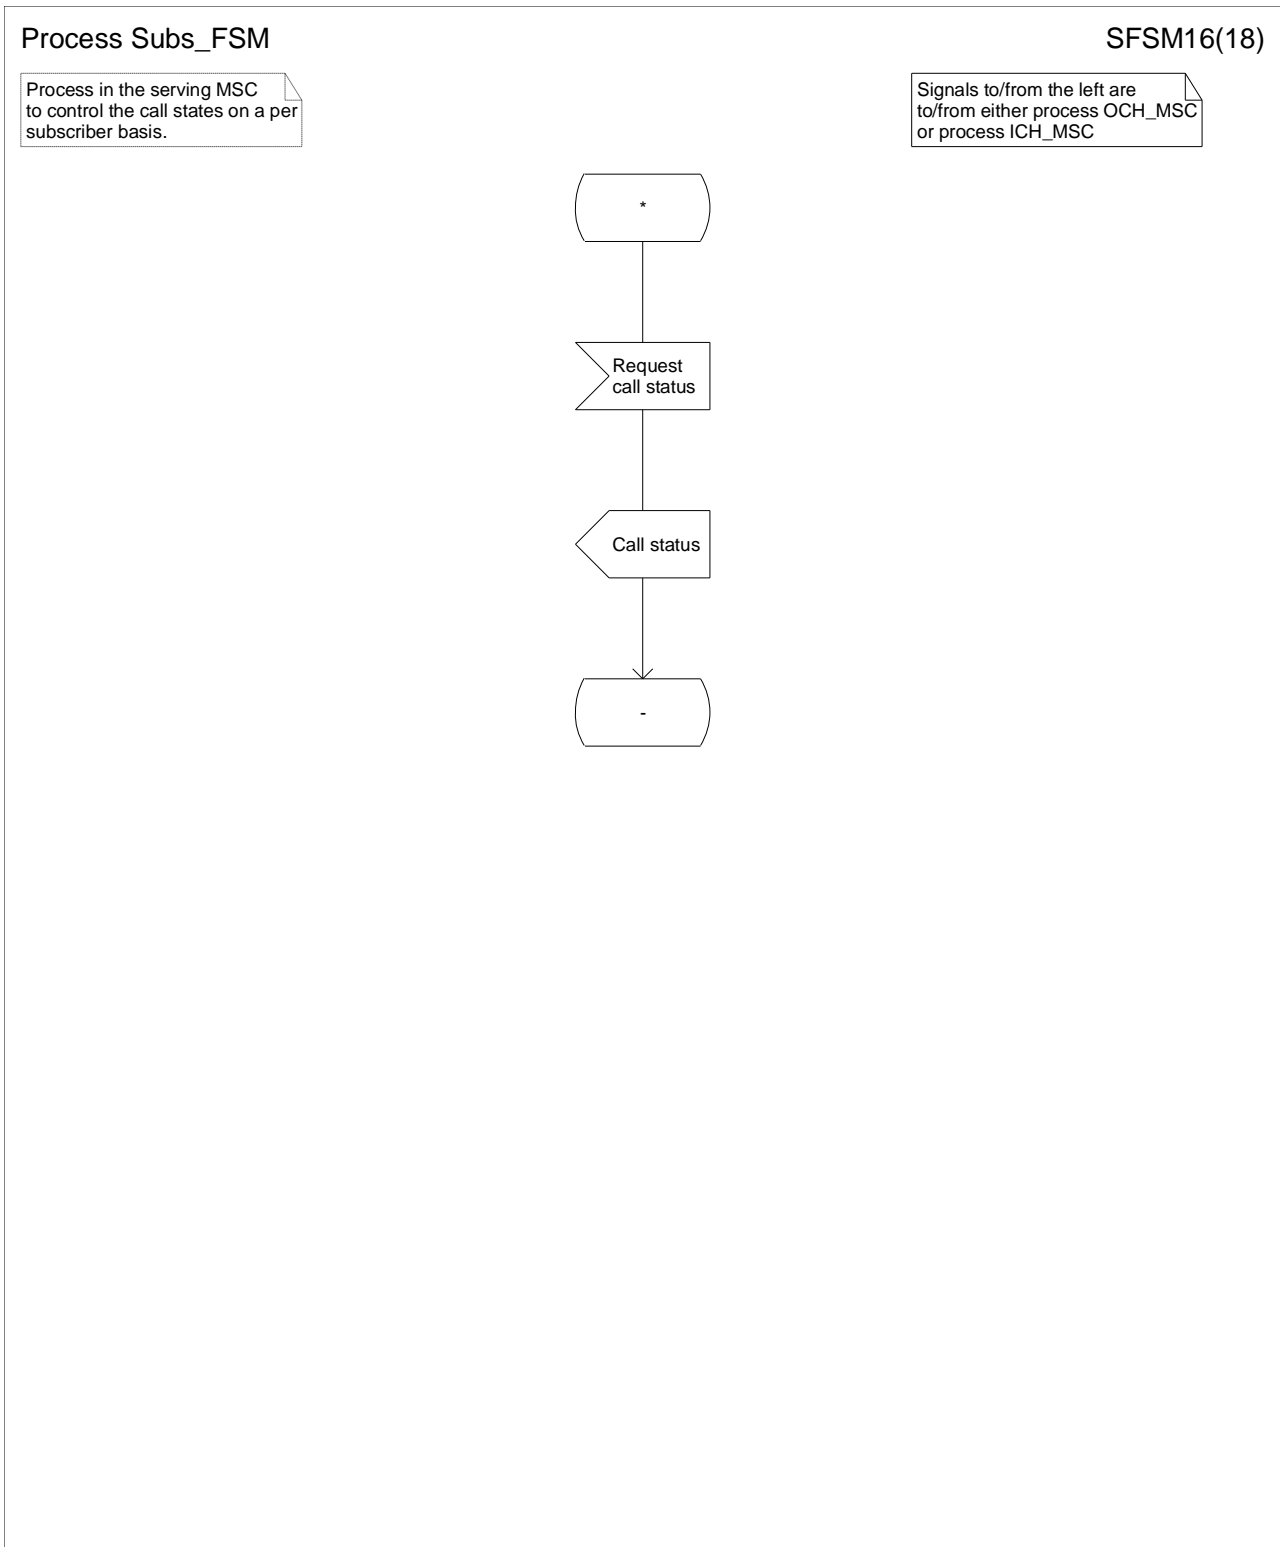 Process Subs_FSM
SFSM16(18)
Process in the serving MSC
to control the call states on a per
subscriber basis.
Signals to/from the left are
to/from either process OCH_MSC
or process ICH_MSC
*
Request
call status
Call status
-